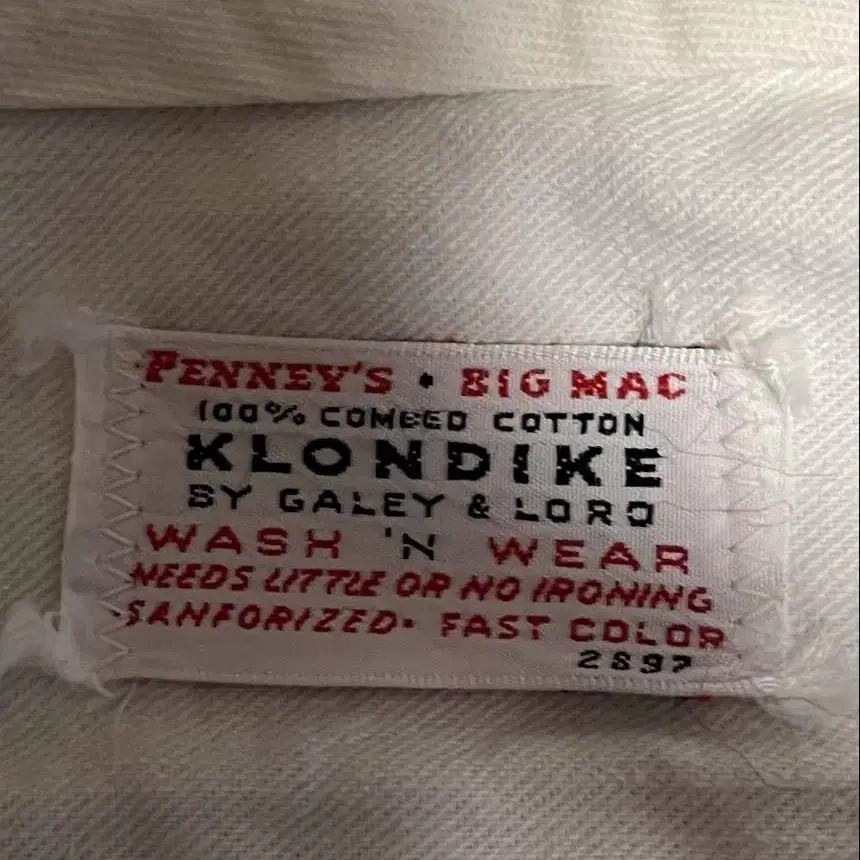 PENNEY'S • BIG MAC
100% COMBED COTTON
KLONDIKE
BY GALEY & LORD
WASH 'N WEAR
NEEDS LITTLE OR NO IRONING
•SANFORIZED• FAST COLOR
2897